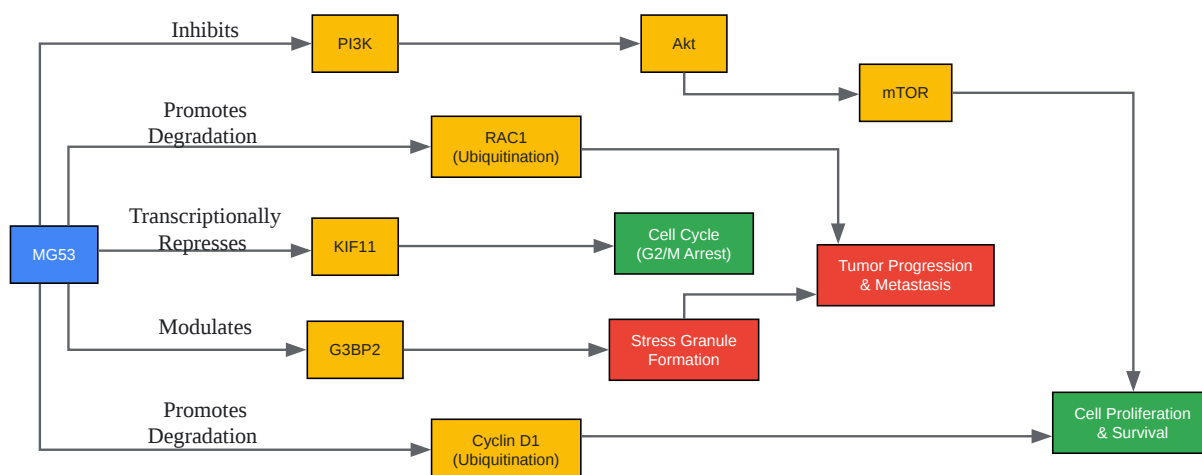 Inhibits
PI3K
Akt
mTOR
Promotes
Degradation
RAC1
(Ubiquitination)
Transcriptionally
Represses
MG53
KIF11
Cell Cycle
(G2/M Arrest)
Tumor Progression
& Metastasis
Modulates
G3BP2
Stress Granule
Formation
Promotes
Degradation
Cyclin D1
(Ubiquitination)
Cell Proliferation
& Survival